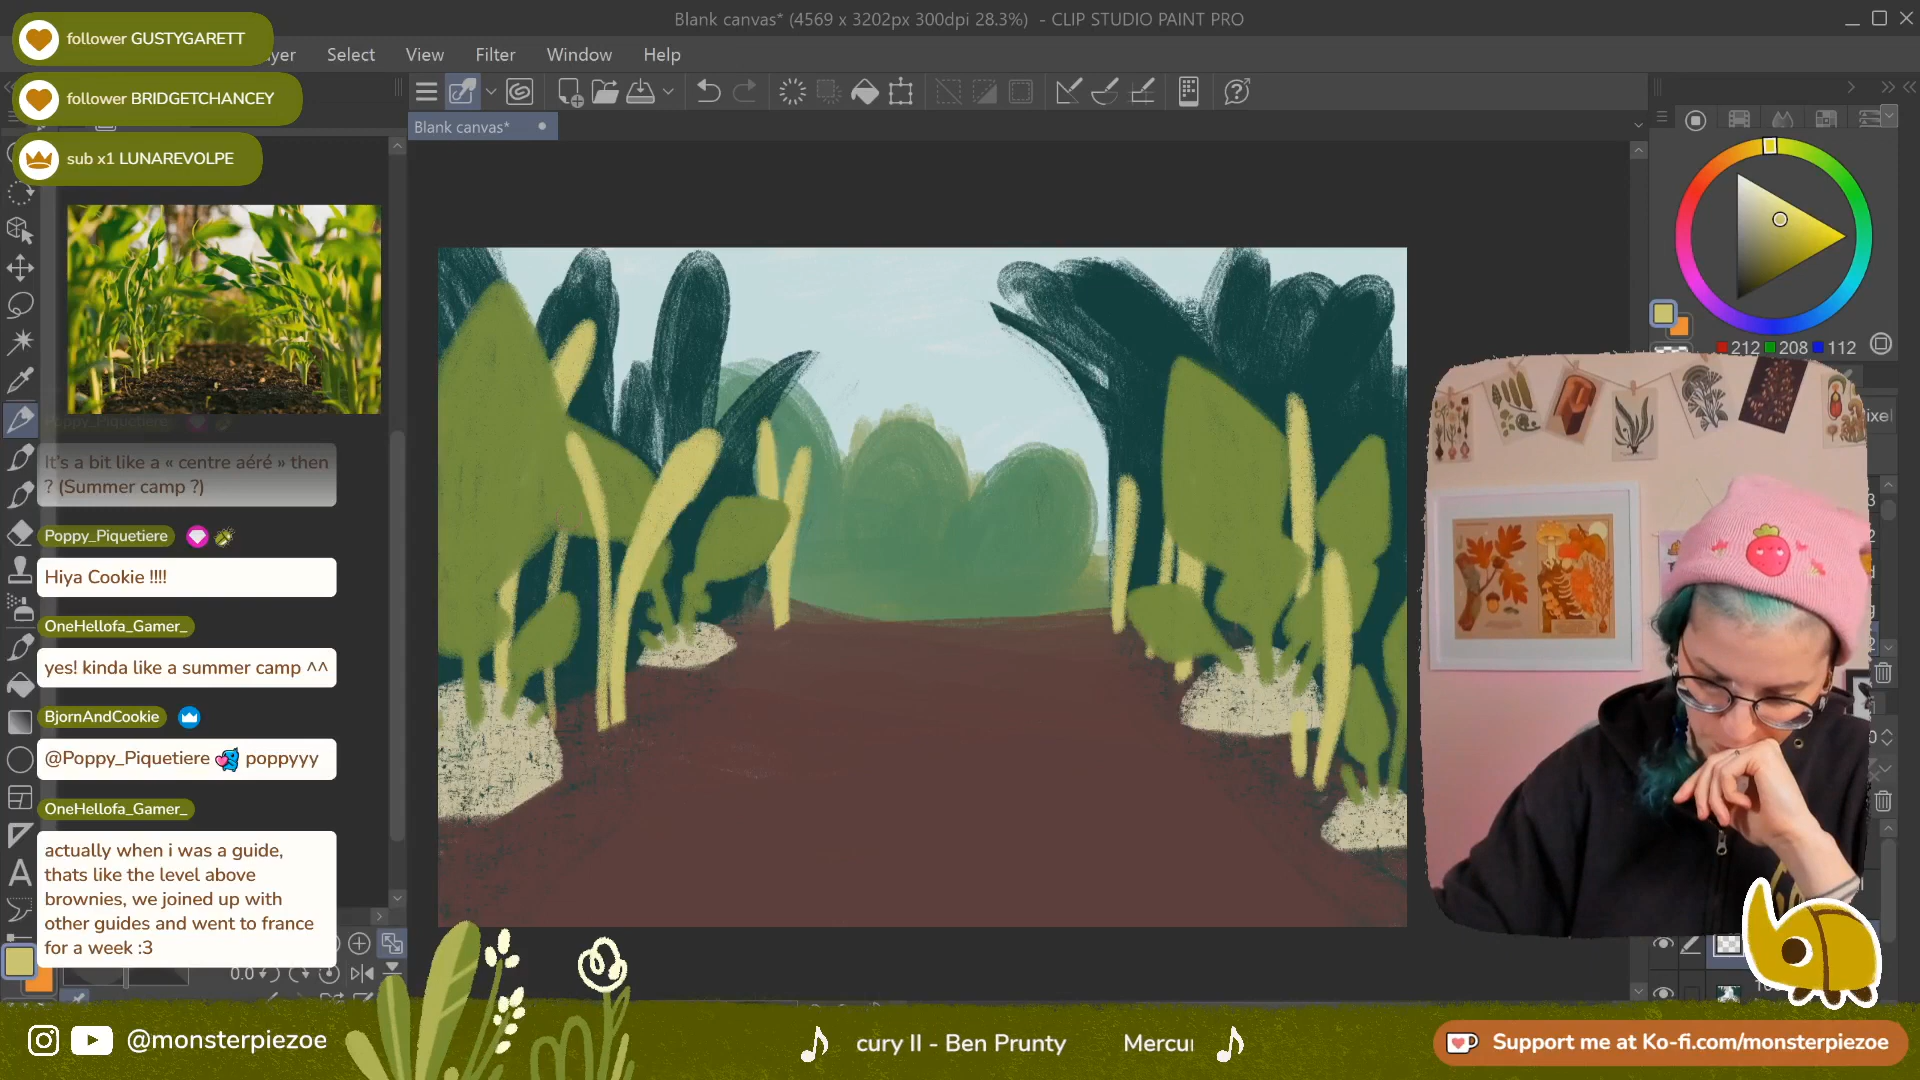 Blank canvas* (4569 x 3202px 300dpi 28.3%) - CLIP STUDIO PAINT PRO
follower GUSTYGARETT
Select
View
Filter
Window
Help
follower BRIDGETCHANCEY
Blank canvas*
sub x1 LUNAREVOLPE
212 208 112
Poppy_Piquetiere
It's a bit like a « centre aéré » then
? (Summer camp ?)
Poppy_Piquetiere
Hiya Cookie !!!!
OneHellofa_Gamer_
yes! kinda like a summer camp ^^
BjornAndCookie
@Poppy_Piquetiere poppyyy
OneHellofa_Gamer_
actually when i was a guide,
thats like the level above
brownies, we joined up with
other guides and went to france
for a week :3
0.0
@monsterpiezoe
cury II - Ben Prunty
Mercu
Support me at Ko-fi.com/monsterpiezoe